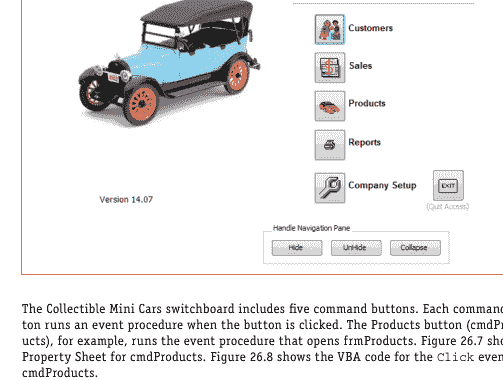 Customers
Sales
Products
Reports
Company Setup
EXIT
(Quit Access)
Version 14.07
Handle Navigation Pane
Hide
UnHide
Collapse
The Collectible Mini Cars switchboard includes five command buttons. Each command
ton runs an event procedure when the button is clicked. The Products button (cmdPr
ucts), for example, runs the event procedure that opens frmProducts. Figure 26.7 sho
Property Sheet for cmdProducts. Figure 26.8 shows the VBA code for the Click even
cmdProducts.